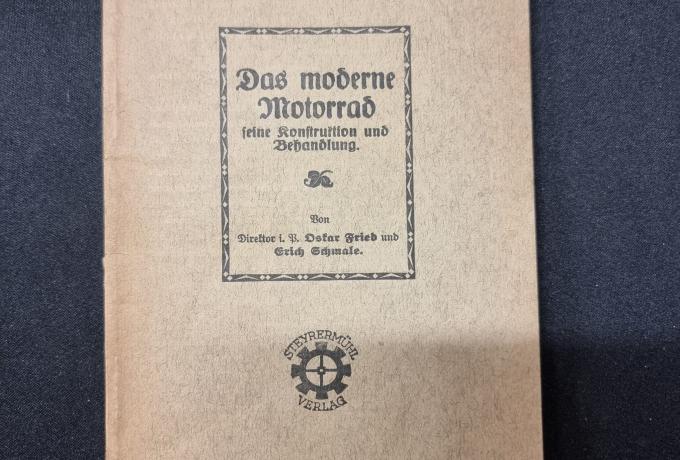 Das moderne
Motorrad
seine Konstruktion und
Behandlung.
Von
Direktor i. P. Oskar Fried und
Erich Schmale.
STEYRERMÜHL
VERLAG